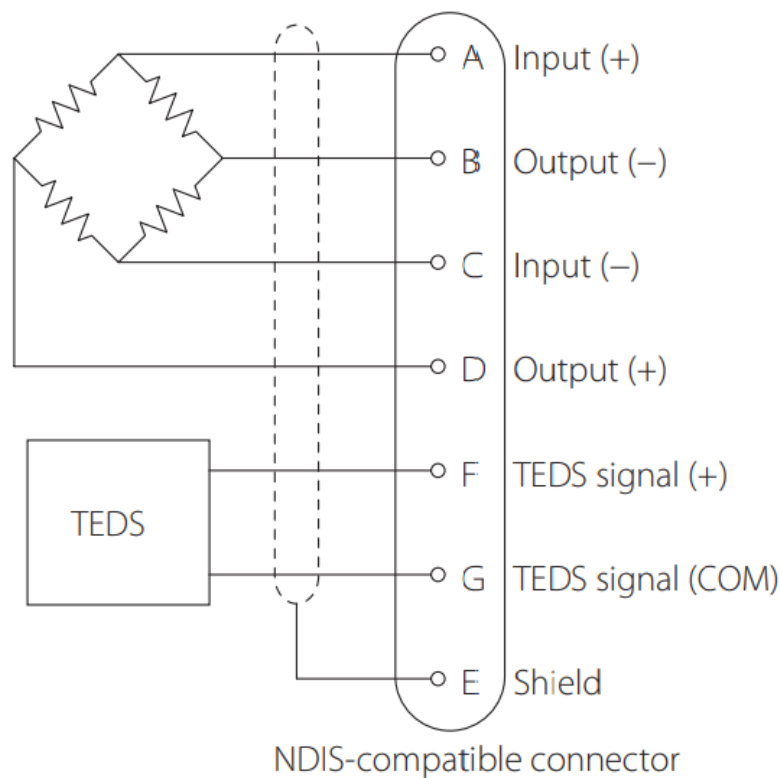 A Input (+)
B Output (−)
C Input (−)
D Output (+)
F TEDS signal (+)
TEDS
G TEDS signal (COM)
E Shield
NDIS-compatible connector